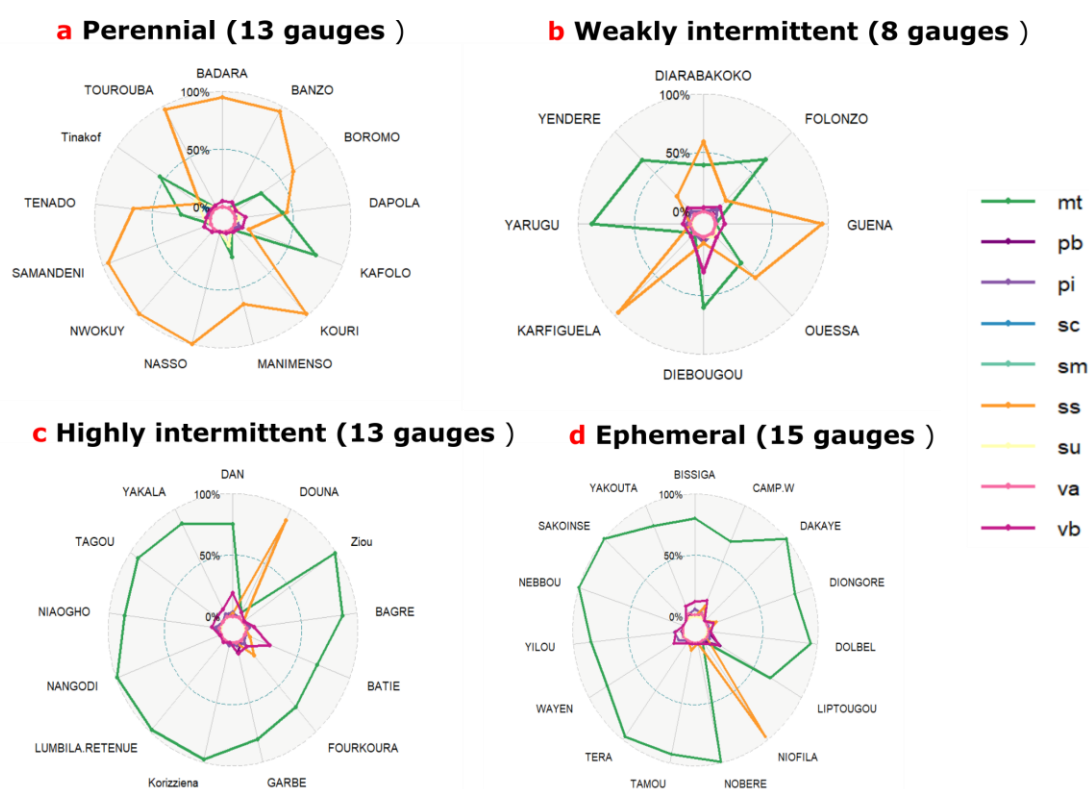 a Perennial (13 gauges )
BADARA
100%
TOUROUBA
BANZO
Tinakof
BOROMO
50%
TENADO
0%
DAPOLA
SAMANDENI
KAFOLO
NWOKUY
KOURI
NASSO
MANIMENSO
b Weakly intermittent (8 gauges )
DIARABAKOKO
100%
YENDERE
FOLONZO
50%
YARUGU
0%
GUENA
KARFIGUELA
OUESSA
DIEBOUGOU
mt
pb
pi
sc
sm
ss
su
va
vb
c Highly intermittent (13 gauges )
DAN
YAKALA
100%
DOUNA
TAGOU
50%
Ziou
NIAOGHO
0%
BAGRE
NANGODI
BATIE
LUMBILA.RETENUE
FOURKOURA
Korizziena
GARBE
d Ephemeral (15 gauges )
BISSIGA
YAKOUTA
100%
CAMP.W
SAKOINSE
DAKAYE
50%
NEBBOU
DIONGORE
0%
YILOU
DOLBEL
WAYEN
LIPTOUGOU
TERA
NIOFILA
TAMOU
NOBERE